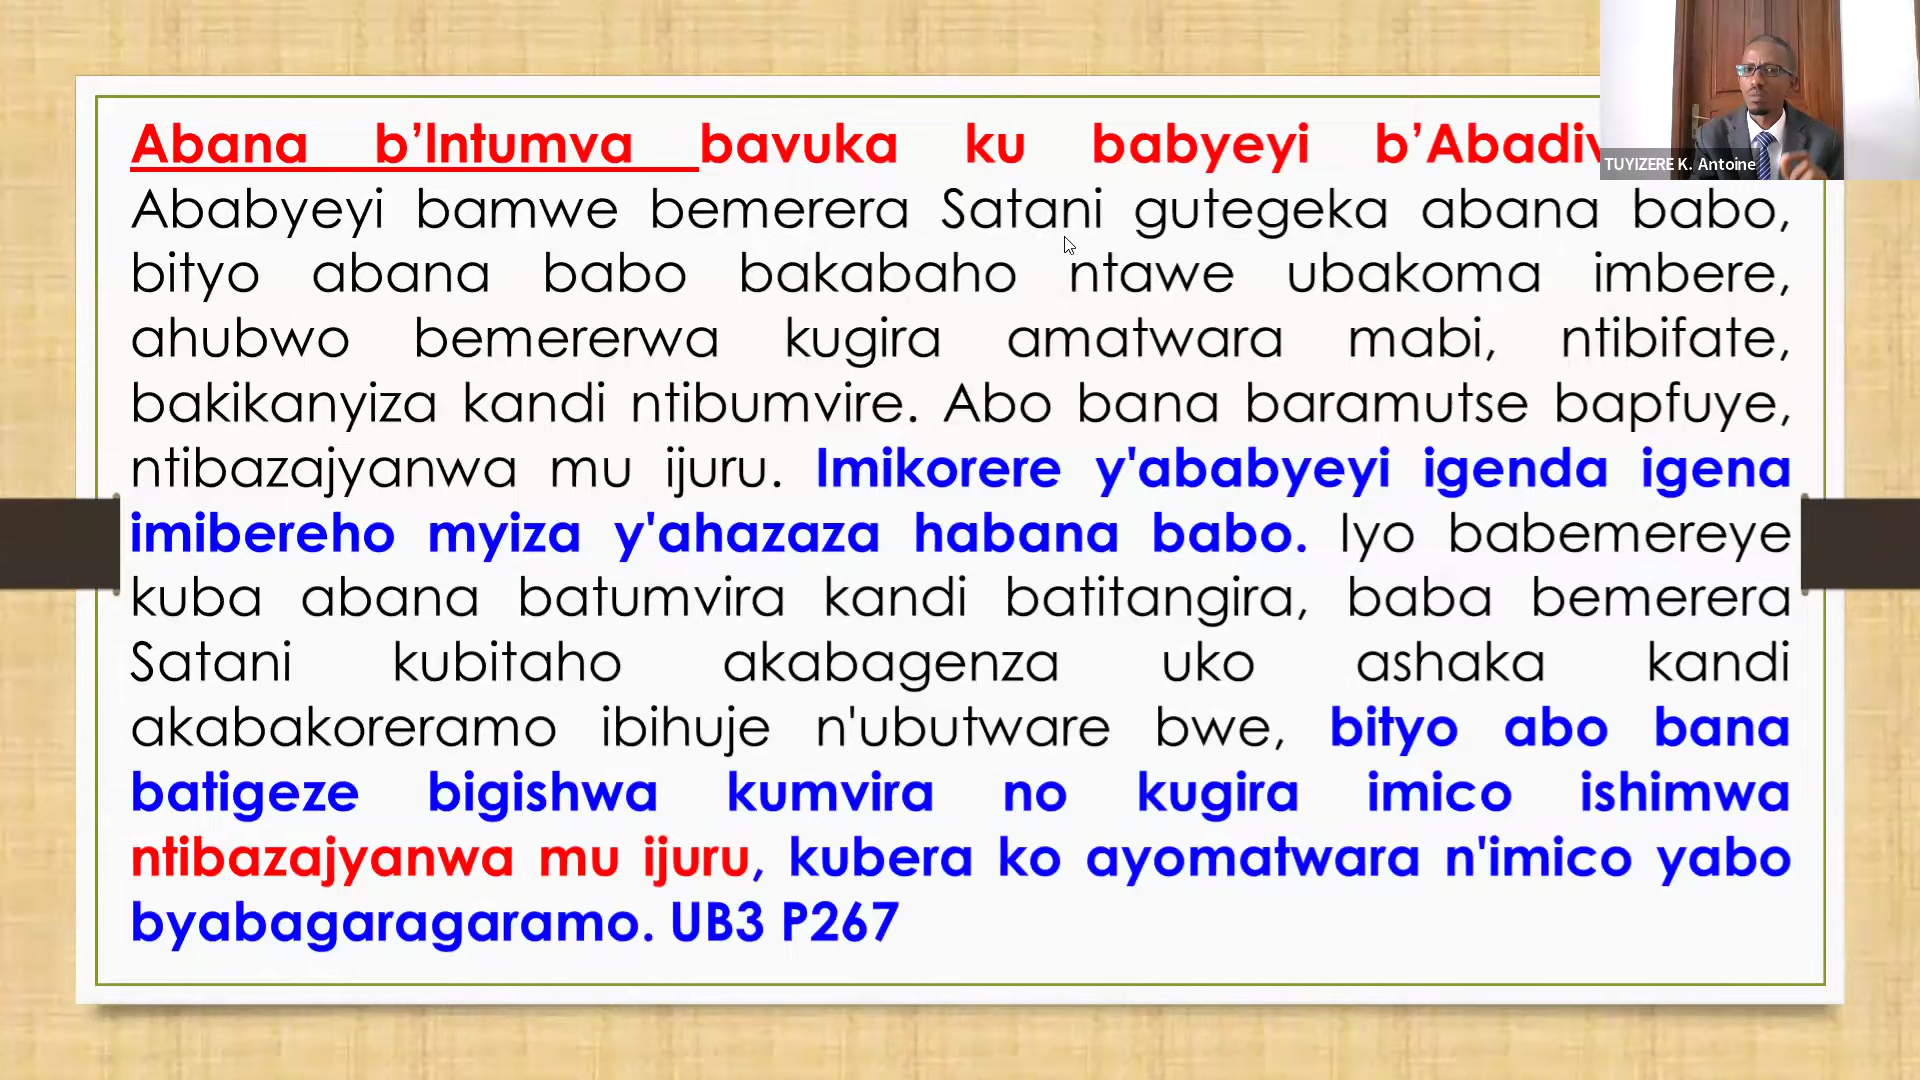 Abana b’Intumva bavuka ku babyeyi
Ababyeyi bamwe bemerera Satani gutegeka abana babo,
bityo abana babo bakabaho ntawe ubakoma imbere,
ahubwo bemererwa kugira amatwara mabi, ntibifate,
bakikanyiza kandi ntibumvire. Abo bana baramutse bapfuye,
ntibazajyanwa mu ijuru. Imikorere y'ababyeyi igenda igena
imibereho myiza y'ahazaza habana babo. Iyo babemereye
kuba abana batumvira kandi batitangira, baba bemerera
Satani kubitaho akabagenza uko ashaka kandi
akabakoreramo ibihuje n'ubutware bwe, bityo abo bana
batigeze bigishwa kumvira no kugira imico ishimwa
ntibazajyanwa mu ijuru, kubera ko ayomatwara n'imico yabo
byabagaragaramo. UB3 P267
TUYIZERE K. Antoine